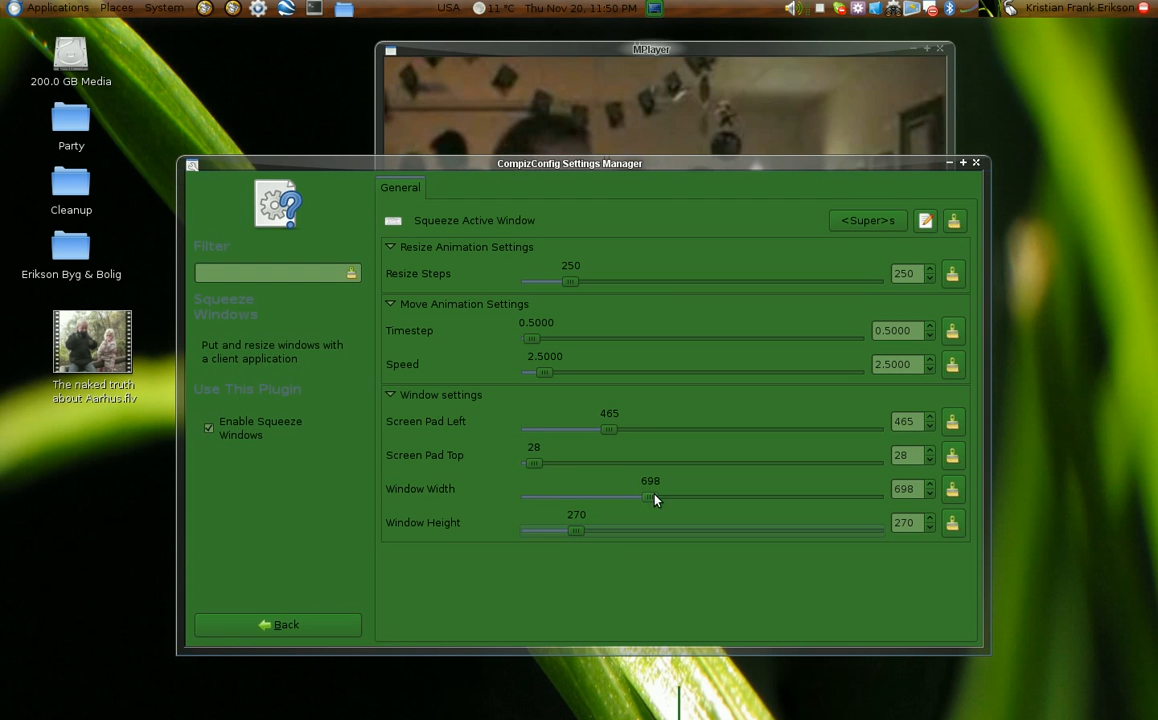 Applications Places System USA 11 °C Thu Nov 20, 11:50 PM Kristian Frank Erikson
200.0 GB Media
Party
Cleanup
Erikson Byg & Bolig
The naked truth
about Aarhus.flv
MPlayer
CompizConfig Settings Manager
Filter
Squeeze
Windows
Put and resize windows with
a client application
Use This Plugin
Enable Squeeze
Windows
Back
General
Squeeze Active Window <Super>s
Resize Animation Settings
250
Resize Steps 250
Move Animation Settings
0.5000
Timestep 0.5000
2.5000
Speed 2.5000
Window settings
465
Screen Pad Left 465
28
Screen Pad Top 28
698
Window Width 698
270
Window Height 270